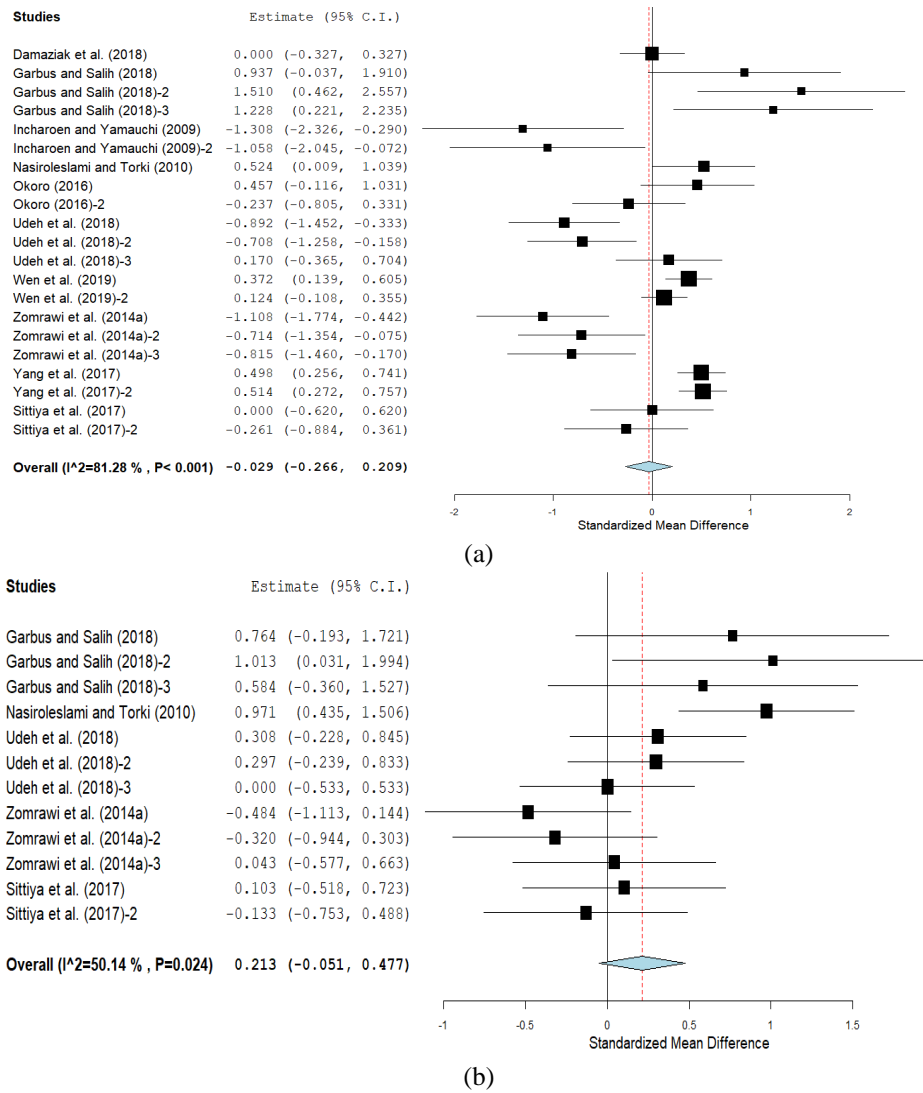 Studies Estimate (95% C.I.)
Damaziak et al. (2018) 0.000 (-0.327, 0.327)
Garbus and Salih (2018) 0.937 (-0.037, 1.910)
Garbus and Salih (2018)-2 1.510 (0.462, 2.557)
Garbus and Salih (2018)-3 1.228 (0.221, 2.235)
Incharoen and Yamauchi (2009) -1.308 (-2.326, -0.290)
Incharoen and Yamauchi (2009)-2 -1.058 (-2.045, -0.072)
Nasiroleslami and Torki (2010) 0.524 (0.009, 1.039)
Okoro (2016) 0.457 (-0.116, 1.031)
Okoro (2016)-2 -0.237 (-0.805, 0.331)
Udeh et al. (2018) -0.892 (-1.452, -0.333)
Udeh et al. (2018)-2 -0.708 (-1.258, -0.158)
Udeh et al. (2018)-3 0.170 (-0.365, 0.704)
Wen et al. (2019) 0.372 (0.139, 0.605)
Wen et al. (2019)-2 0.124 (-0.108, 0.355)
Zomrawi et al. (2014a) -1.108 (-1.774, -0.442)
Zomrawi et al. (2014a)-2 -0.714 (-1.354, -0.075)
Zomrawi et al. (2014a)-3 -0.815 (-1.460, -0.170)
Yang et al. (2017) 0.498 (0.256, 0.741)
Yang et al. (2017)-2 0.514 (0.272, 0.757)
Sittiya et al. (2017) 0.000 (-0.620, 0.620)
Sittiya et al. (2017)-2 -0.261 (-0.884, 0.361)
Overall (I^2=81.28 % , P< 0.001) -0.029 (-0.266, 0.209)
-2 -1 0 1 2
Standardized Mean Difference
(a)
Studies Estimate (95% C.I.)
Garbus and Salih (2018) 0.764 (-0.193, 1.721)
Garbus and Salih (2018)-2 1.013 (0.031, 1.994)
Garbus and Salih (2018)-3 0.584 (-0.360, 1.527)
Nasiroleslami and Torki (2010) 0.971 (0.435, 1.506)
Udeh et al. (2018) 0.308 (-0.228, 0.845)
Udeh et al. (2018)-2 0.297 (-0.239, 0.833)
Udeh et al. (2018)-3 0.000 (-0.533, 0.533)
Zomrawi et al. (2014a) -0.484 (-1.113, 0.144)
Zomrawi et al. (2014a)-2 -0.320 (-0.944, 0.303)
Zomrawi et al. (2014a)-3 0.043 (-0.577, 0.663)
Sittiya et al. (2017) 0.103 (-0.518, 0.723)
Sittiya et al. (2017)-2 -0.133 (-0.753, 0.488)
Overall (I^2=50.14 % , P=0.024) 0.213 (-0.051, 0.477)
-1 -0.5 0 0.5 1 1.5
Standardized Mean Difference
(b)